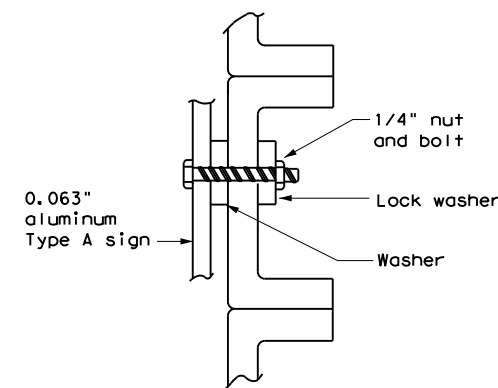 1/4" nut
and bolt
0.063"
aluminum
Type A sign
Lock washer
Washer